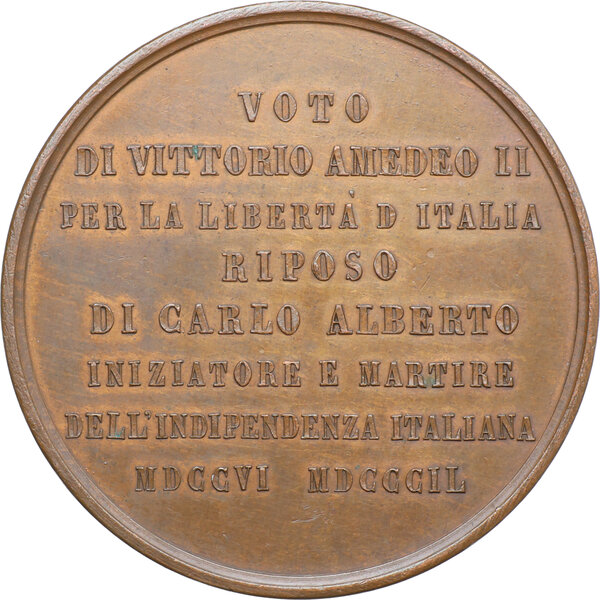 VOTO
DI VITTORIO AMEDEO II
PER LA LIBERTÀ D ITALIA
RIPOSO
DI CARLO ALBERTO
INIZIATORE E MARTIRE
DELL'INDIPENDENZA ITALIANA
MDCCVI MDCCCIL